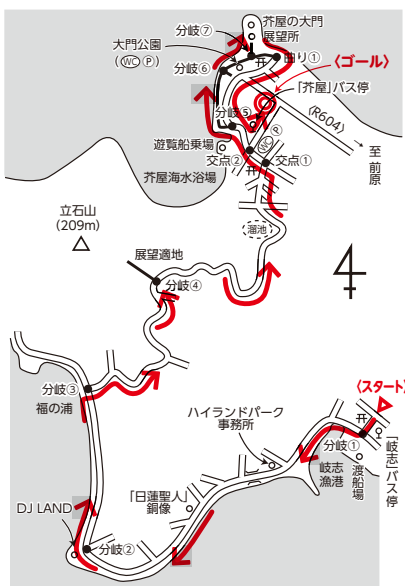 分岐⑦
芥屋の大門
展望所
大門公園
(WC P)
曲り①
〈ゴール〉
分岐⑥
「芥屋」バス停
分岐⑤
〈R604〉
WC P
遊覧船乗場
交点②
交点①
至
前原
芥屋海水浴場
立石山
(209m)
溜池
展望適地
分岐④
分岐③
福の浦
〈スタート〉
ハイランドパーク
事務所
分岐①
「岐志」バス停
渡船場
岐志
漁港
「日蓮聖人」
銅像
DJ LAND
分岐②